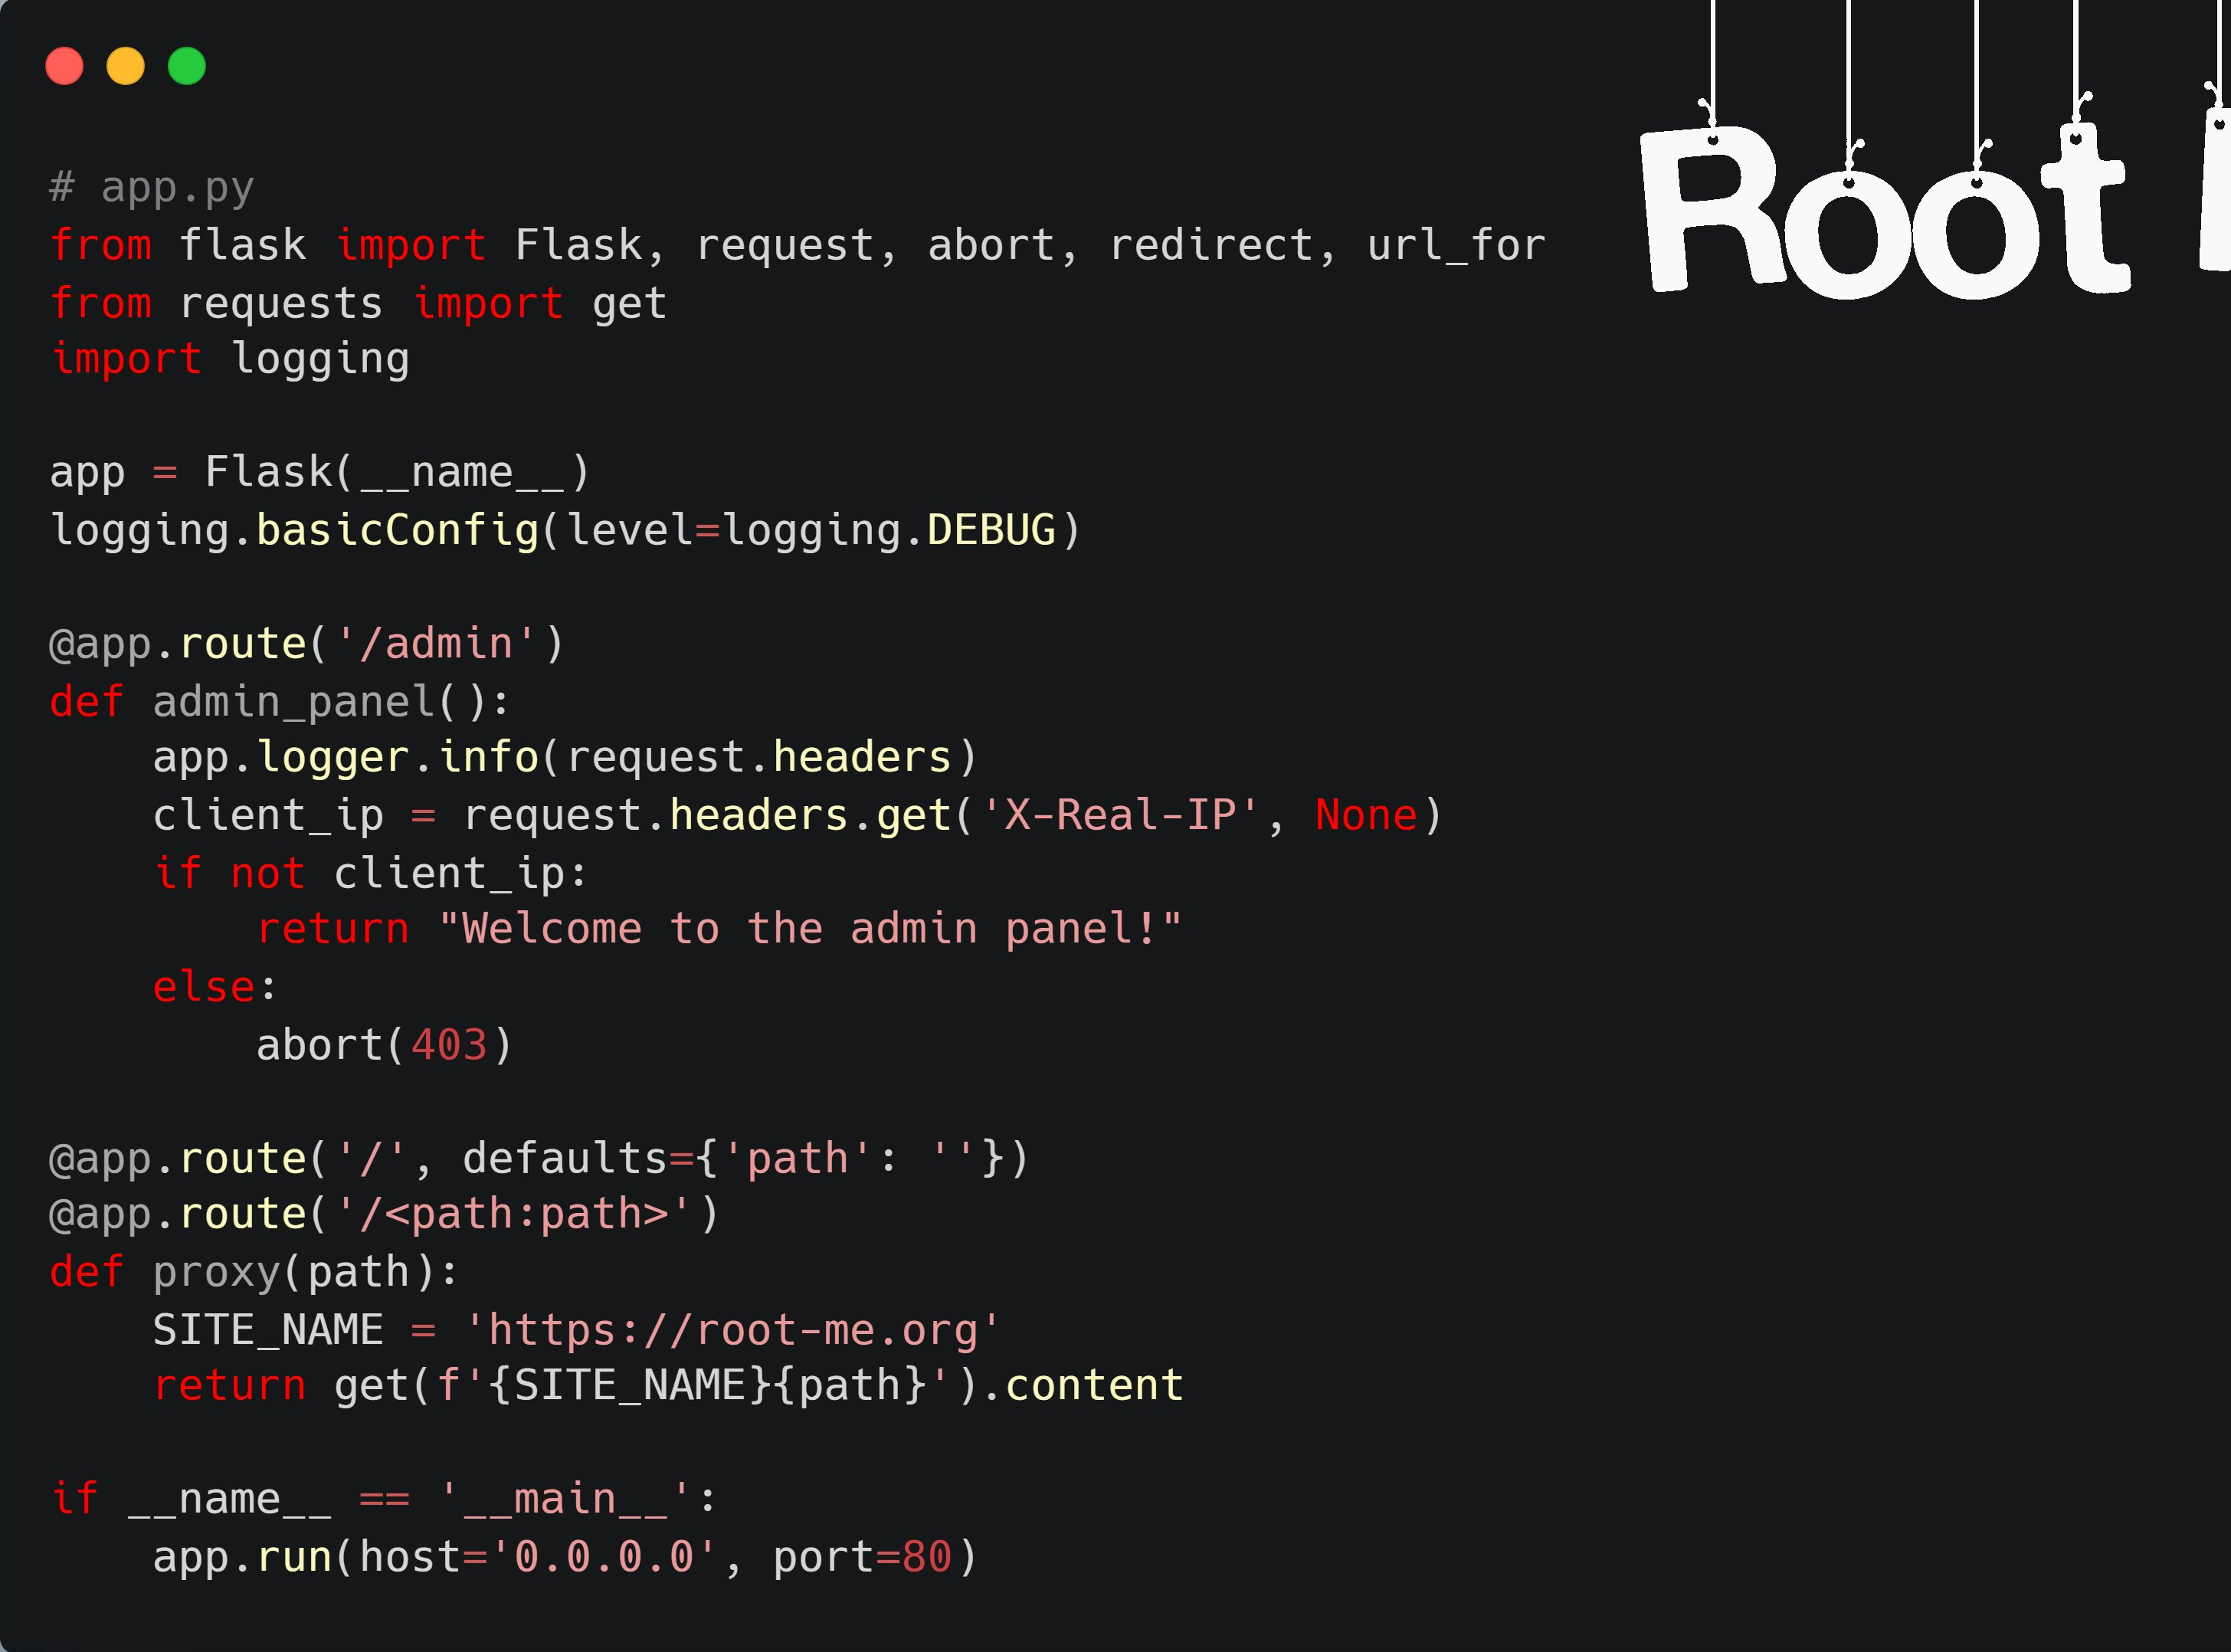 Root
# app.py
from flask import Flask, request, abort, redirect, url_for
from requests import get
import logging

app = Flask(__name__)
logging.basicConfig(level=logging.DEBUG)

@app.route('/admin')
def admin_panel():
    app.logger.info(request.headers)
    client_ip = request.headers.get('X-Real-IP', None)
    if not client_ip:
        return "Welcome to the admin panel!"
    else:
        abort(403)

@app.route('/', defaults={'path': ''})
@app.route('/<path:path>')
def proxy(path):
    SITE_NAME = 'https://root-me.org'
    return get(f'{SITE_NAME}{path}').content

if __name__ == '__main__':
    app.run(host='0.0.0.0', port=80)